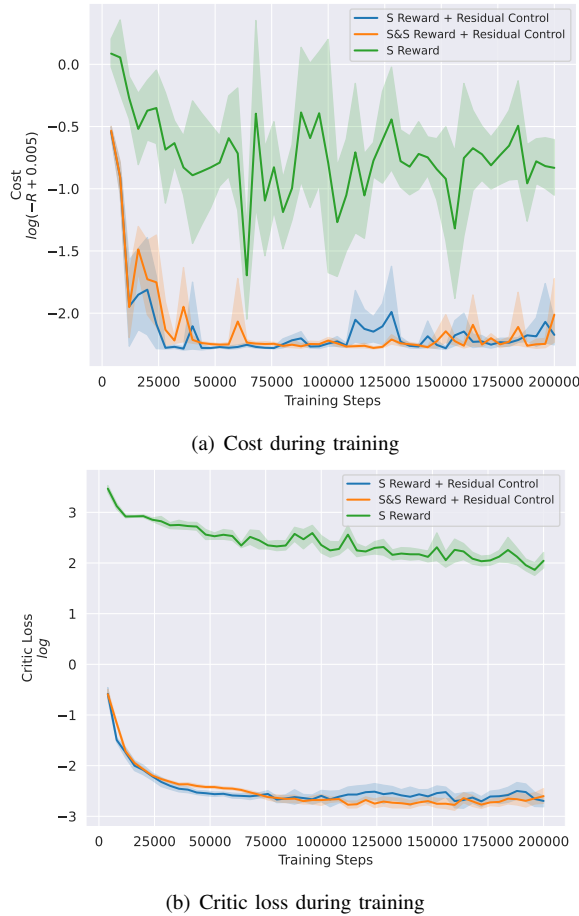 S Reward + Residual Control
S&S Reward + Residual Control
S Reward
0.0
−0.5
−1.0
−1.5
−2.0
Cost
log(−R + 0.005)
0 25000 50000 75000 100000 125000 150000 175000 200000
Training Steps
(a) Cost during training
S Reward + Residual Control
S&S Reward + Residual Control
S Reward
3
2
1
0
−1
−2
−3
Critic Loss
log
0 25000 50000 75000 100000 125000 150000 175000 200000
Training Steps
(b) Critic loss during training